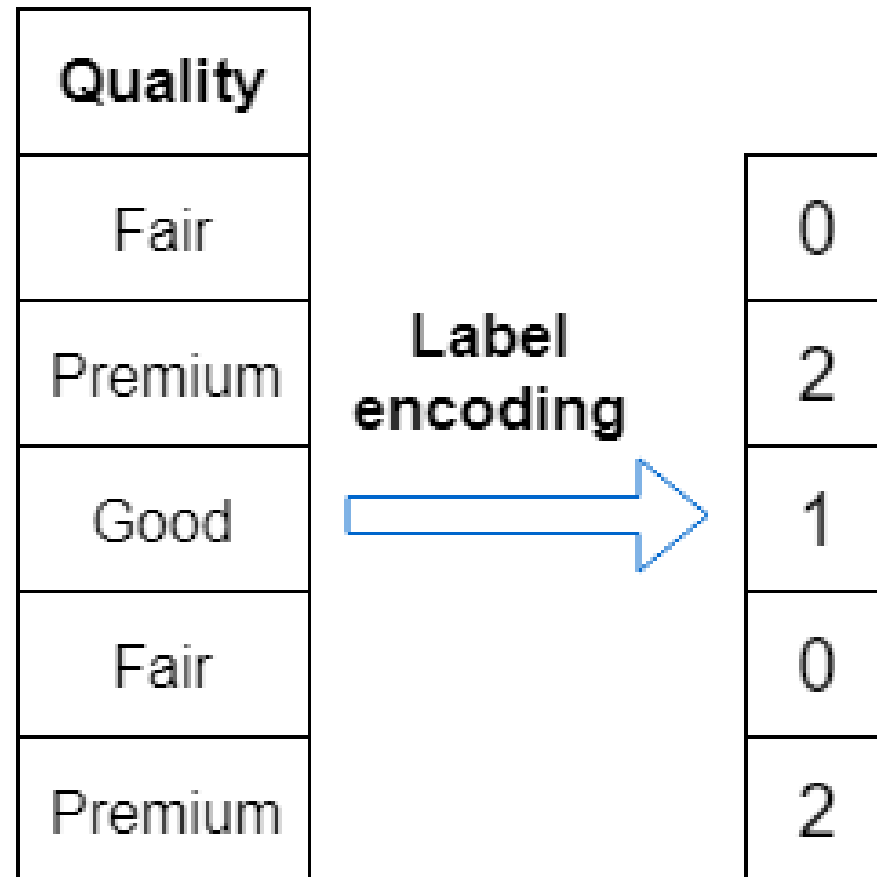 Quality
Fair
0
Premium
2
Label
encoding
Good
1
Fair
0
Premium
2